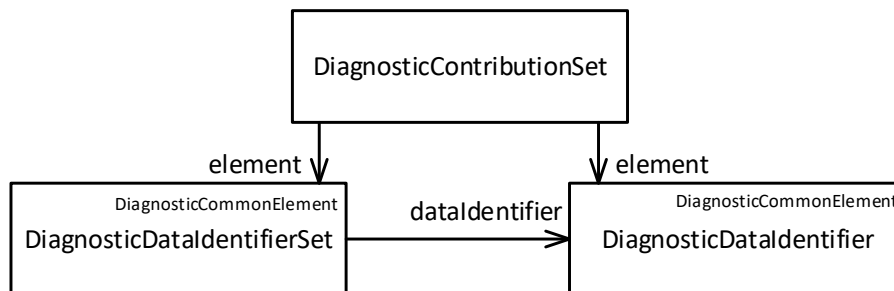 DiagnosticContributionSet
element
element
DiagnosticCommonElement
DiagnosticDataIdentifierSet
dataIdentifier
DiagnosticCommonElement
DiagnosticDataIdentifier